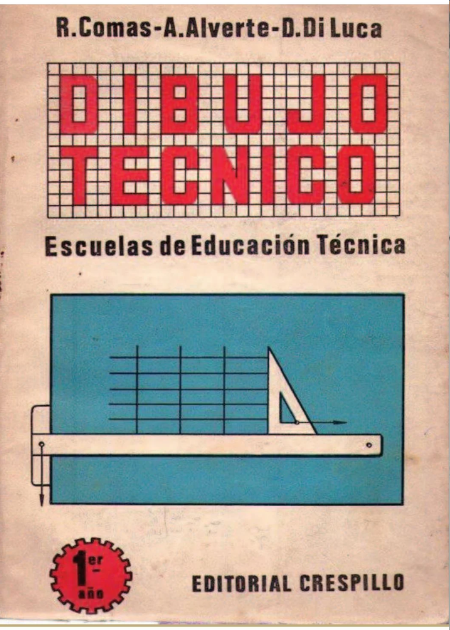 R.Comas-A.Alverte-D.Di Luca
DIBUJO
TECNICO
Escuelas de Educación Técnica
1er
año
EDITORIAL CRESPILLO